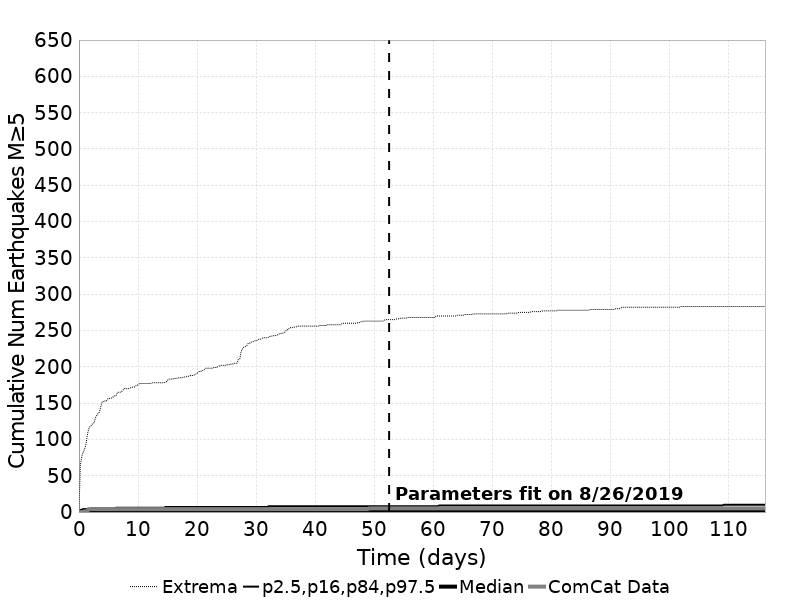 650
600
550
500
450
400
350
300
250
200
150
100
50
0
Cumulative Num Earthquakes M≥5
Parameters fit on 8/26/2019
0 10 20 30 40 50 60 70 80 90 100 110
Time (days)
Extrema p2.5,p16,p84,p97.5 Median ComCat Data